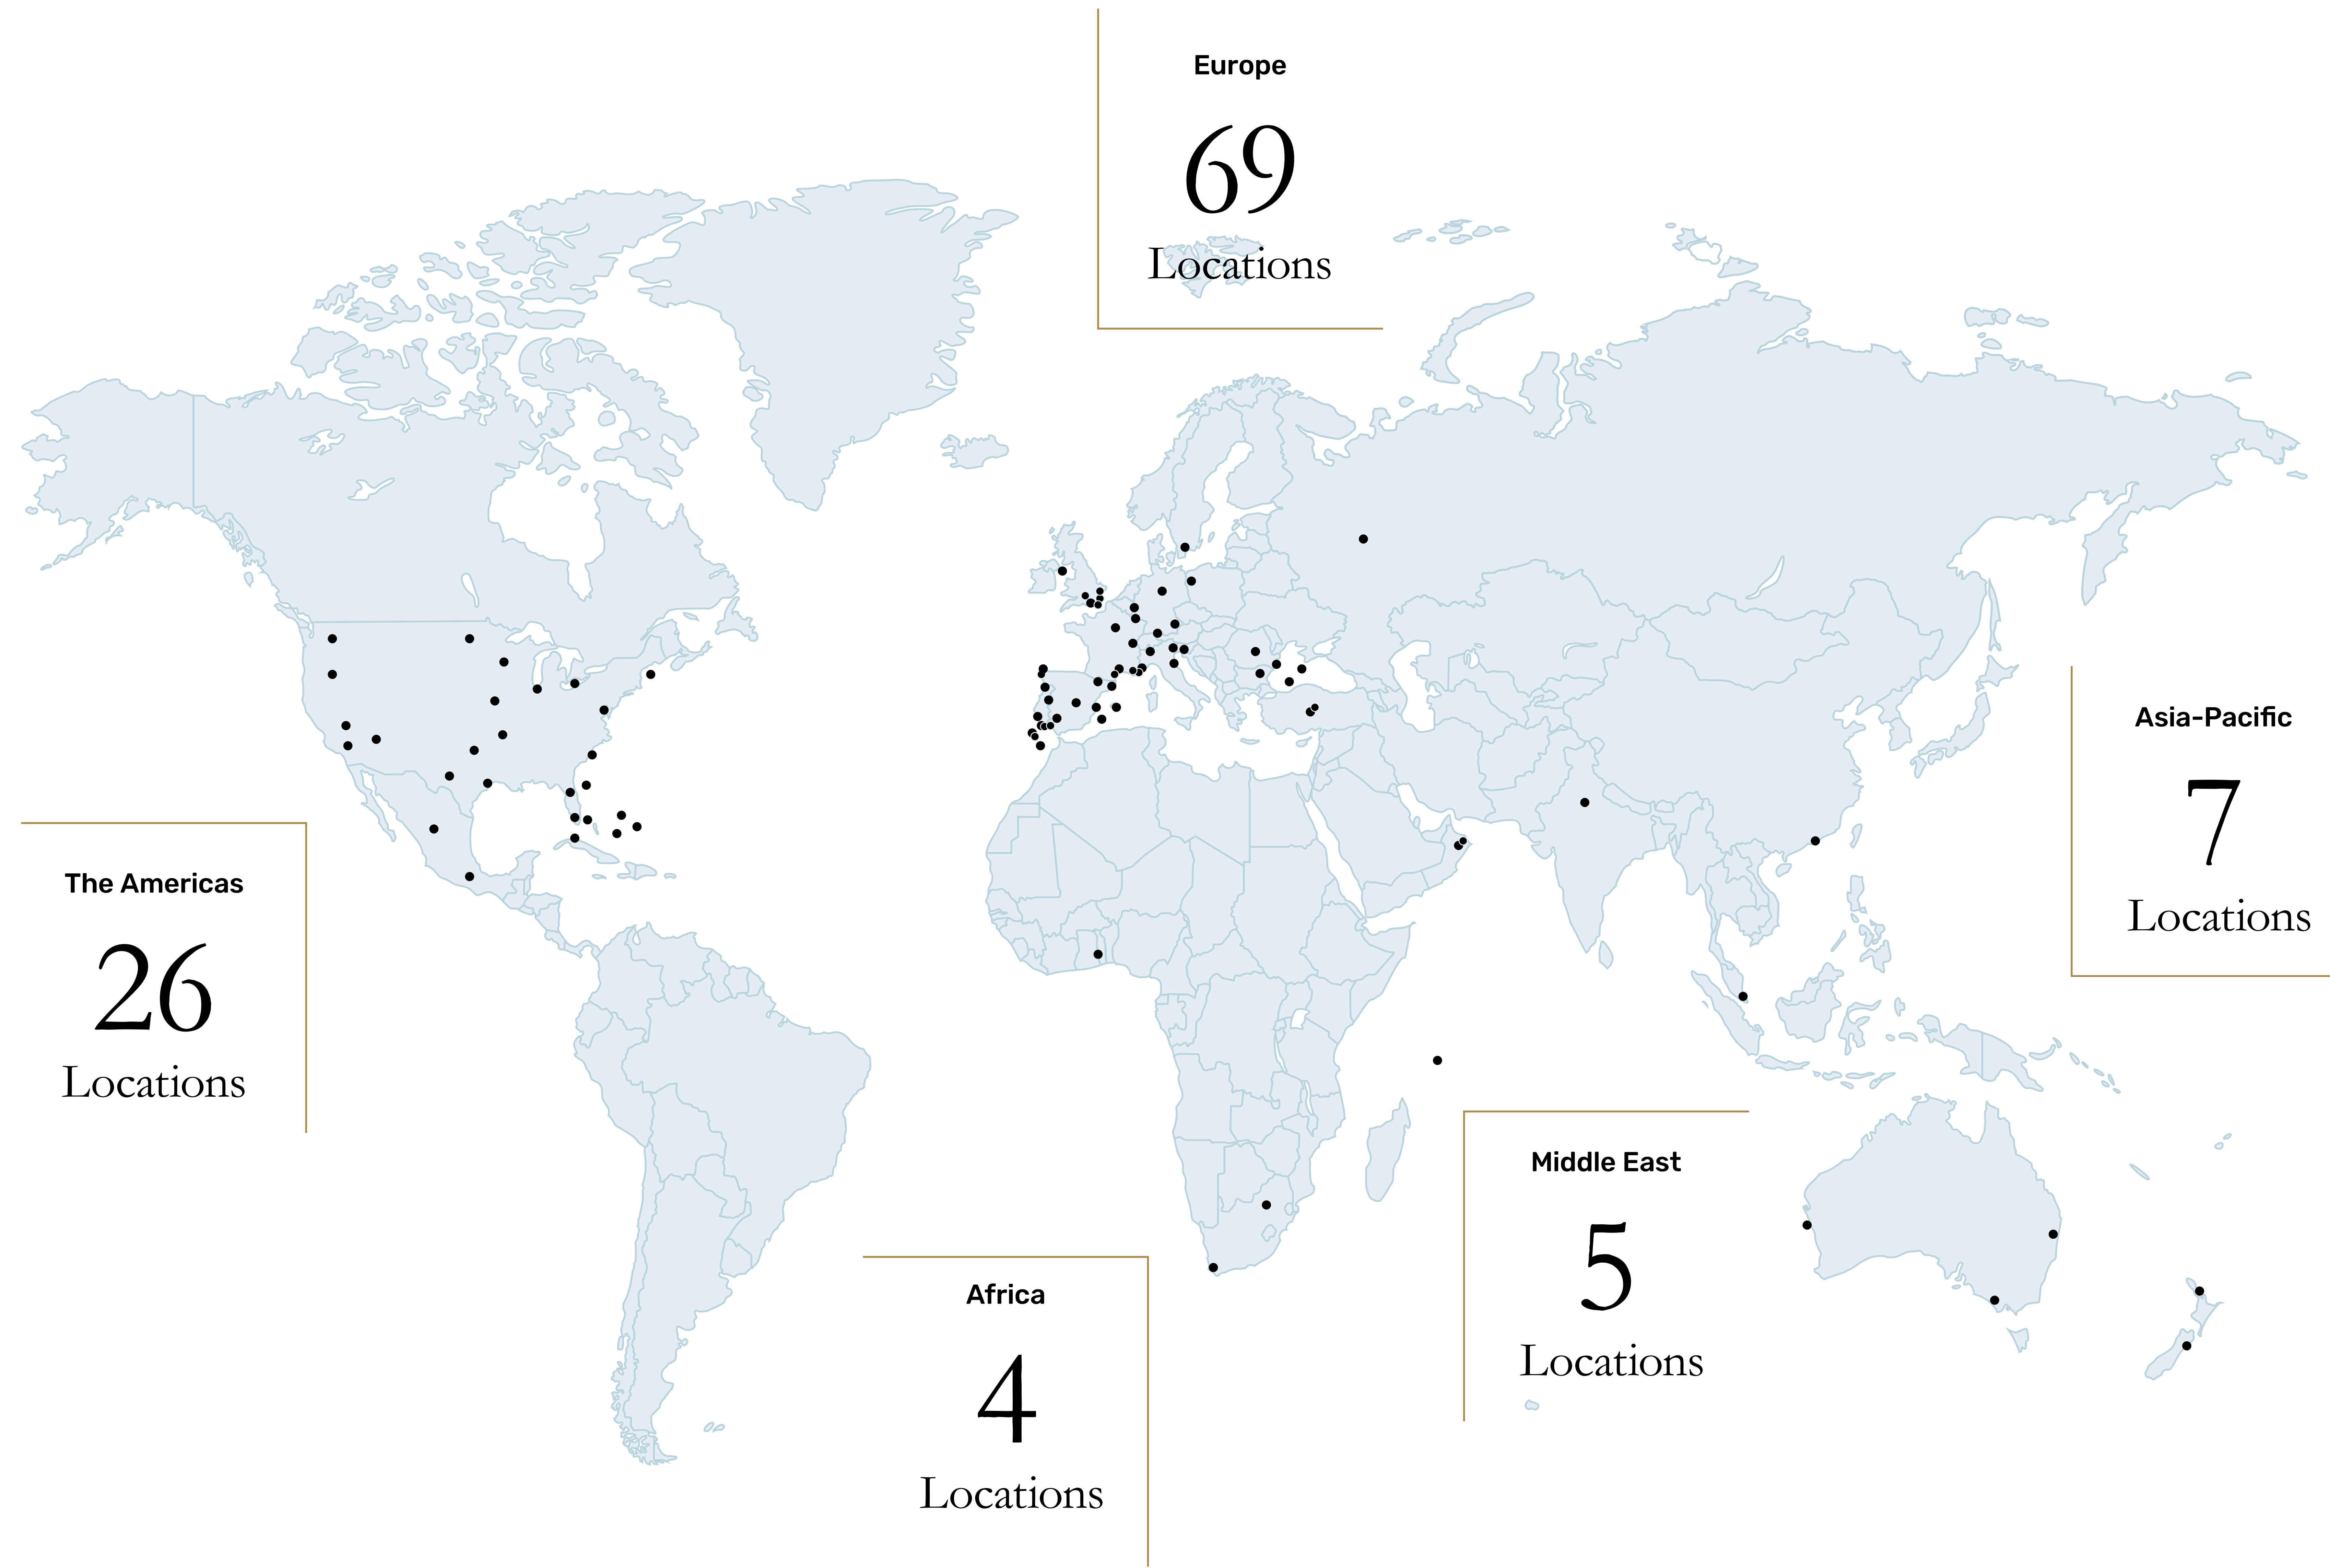 Europe
69
Locations
Asia-Pacific
7
Locations
The Americas
26
Locations
Middle East
5
Locations
Africa
4
Locations